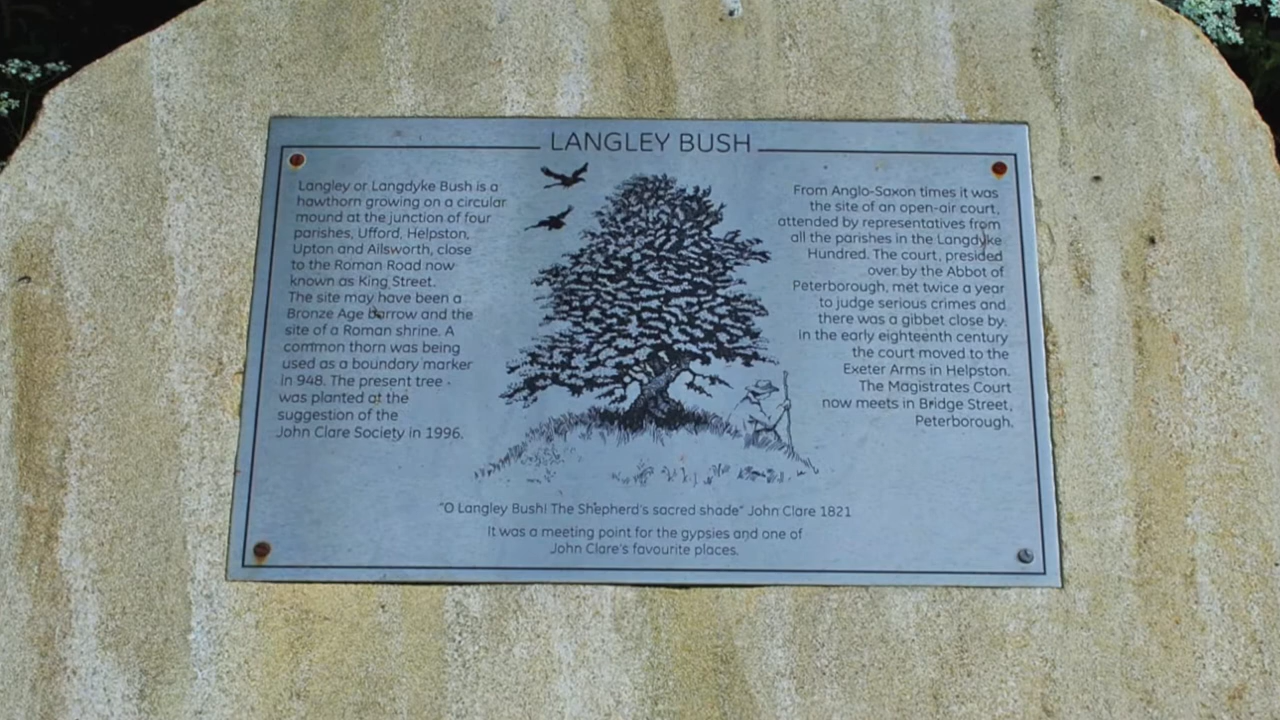 LANGLEY BUSH
Langley or Langdyke Bush is a
hawthorn growing on a circular
mound at the junction of four
parishes, Ufford, Helpston,
Upton and Ailsworth, close
to the Roman Road now
known as King Street.
The site may have been a
Bronze Age barrow and the
site of a Roman shrine. A
common thorn was being
used as a boundary marker
in 948. The present tree
was planted at the
suggestion of the
John Clare Society in 1996.
From Anglo-Saxon times it was
the site of an open-air court,
attended by representatives from
all the parishes in the Langdyke
Hundred. The court, presided
over by the Abbot of
Peterborough, met twice a year
to judge serious crimes and
there was a gibbet close by.
In the early eighteenth century
the court moved to the
Exeter Arms in Helpston.
The Magistrates Court
now meets in Bridge Street,
Peterborough.
"O Langley Bush! The Shepherd's sacred shade" John Clare 1821
It was a meeting point for the gypsies and one of
John Clare's favourite places.